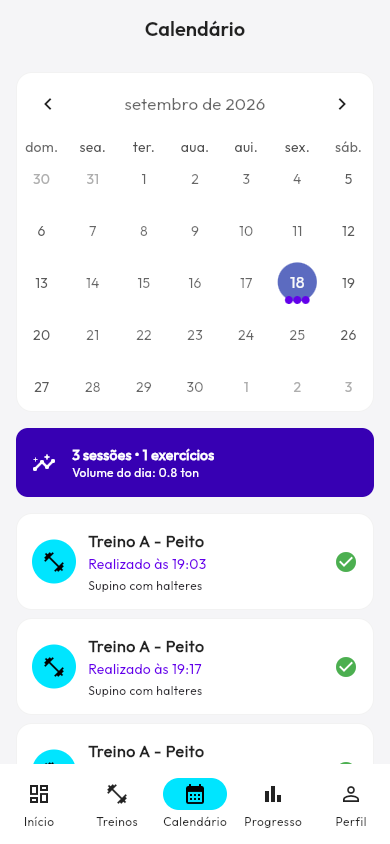 Calendário
setembro de 2026
dom. sea. ter. aua. aui. sex. sáb.
30 31 1 2 3 4 5
6 7 8 9 10 11 12
13 14 15 16 17 18 19
20 21 22 23 24 25 26
27 28 29 30 1 2 3
3 sessões • 1 exercícios
Volume do dia: 0.8 ton
Treino A - Peito
Realizado às 19:03
Supino com halteres
Treino A - Peito
Realizado às 19:17
Supino com halteres
Treino A - Peito
Início Treinos Calendário Progresso Perfil